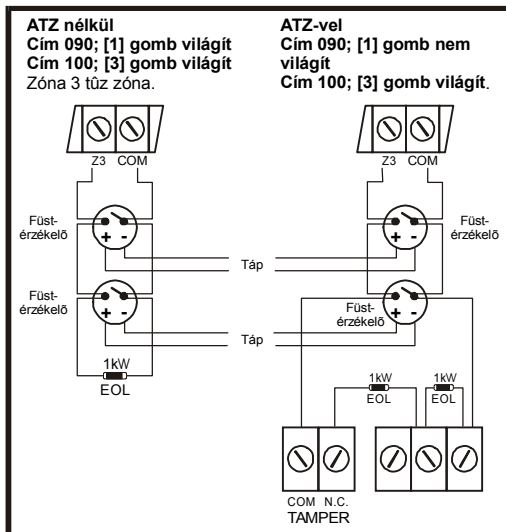 ATZ nélkül
Cím 090; [1] gomb világít
Cím 100; [3] gomb világít
Zóna 3 tûz zóna.
ATZ-vel
Cím 090; [1] gomb nem
világít
Cím 100; [3] gomb világít.
Z3 COM
Z3 COM
Füst-
érzékelõ
+ -
Füst-
érzékelõ
+ -
Táp
Füst-
érzékelõ
+ -
Füst-
érzékelõ
+ -
Táp
1kW
EOL
1kW
EOL
1kW
EOL
COM N.C.
TAMPER